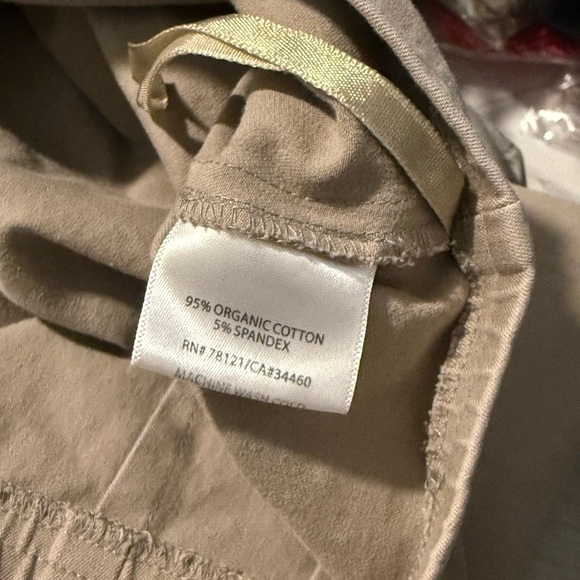 95% ORGANIC COTTON
5% SPANDEX
RN# 78121/CA#34460
MACHINE WASH COLD